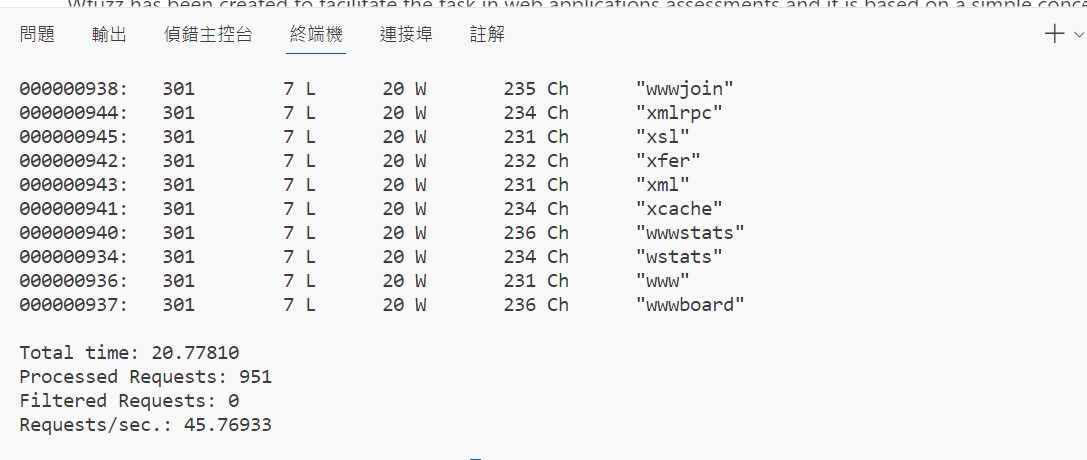 Wfuzz has been created to facilitate the task in web applications assessments and it is based on a simple conce
問題 輸出 偵錯主控台 終端機 連接埠 註解
000000938: 301 7 L 20 W 235 Ch "wwwjoin"
000000944: 301 7 L 20 W 234 Ch "xmlrpc"
000000945: 301 7 L 20 W 231 Ch "xsl"
000000942: 301 7 L 20 W 232 Ch "xfer"
000000943: 301 7 L 20 W 231 Ch "xml"
000000941: 301 7 L 20 W 234 Ch "xcache"
000000940: 301 7 L 20 W 236 Ch "wwwstats"
000000934: 301 7 L 20 W 234 Ch "wstats"
000000936: 301 7 L 20 W 231 Ch "www"
000000937: 301 7 L 20 W 236 Ch "wwwboard"
Total time: 20.77810
Processed Requests: 951
Filtered Requests: 0
Requests/sec.: 45.76933